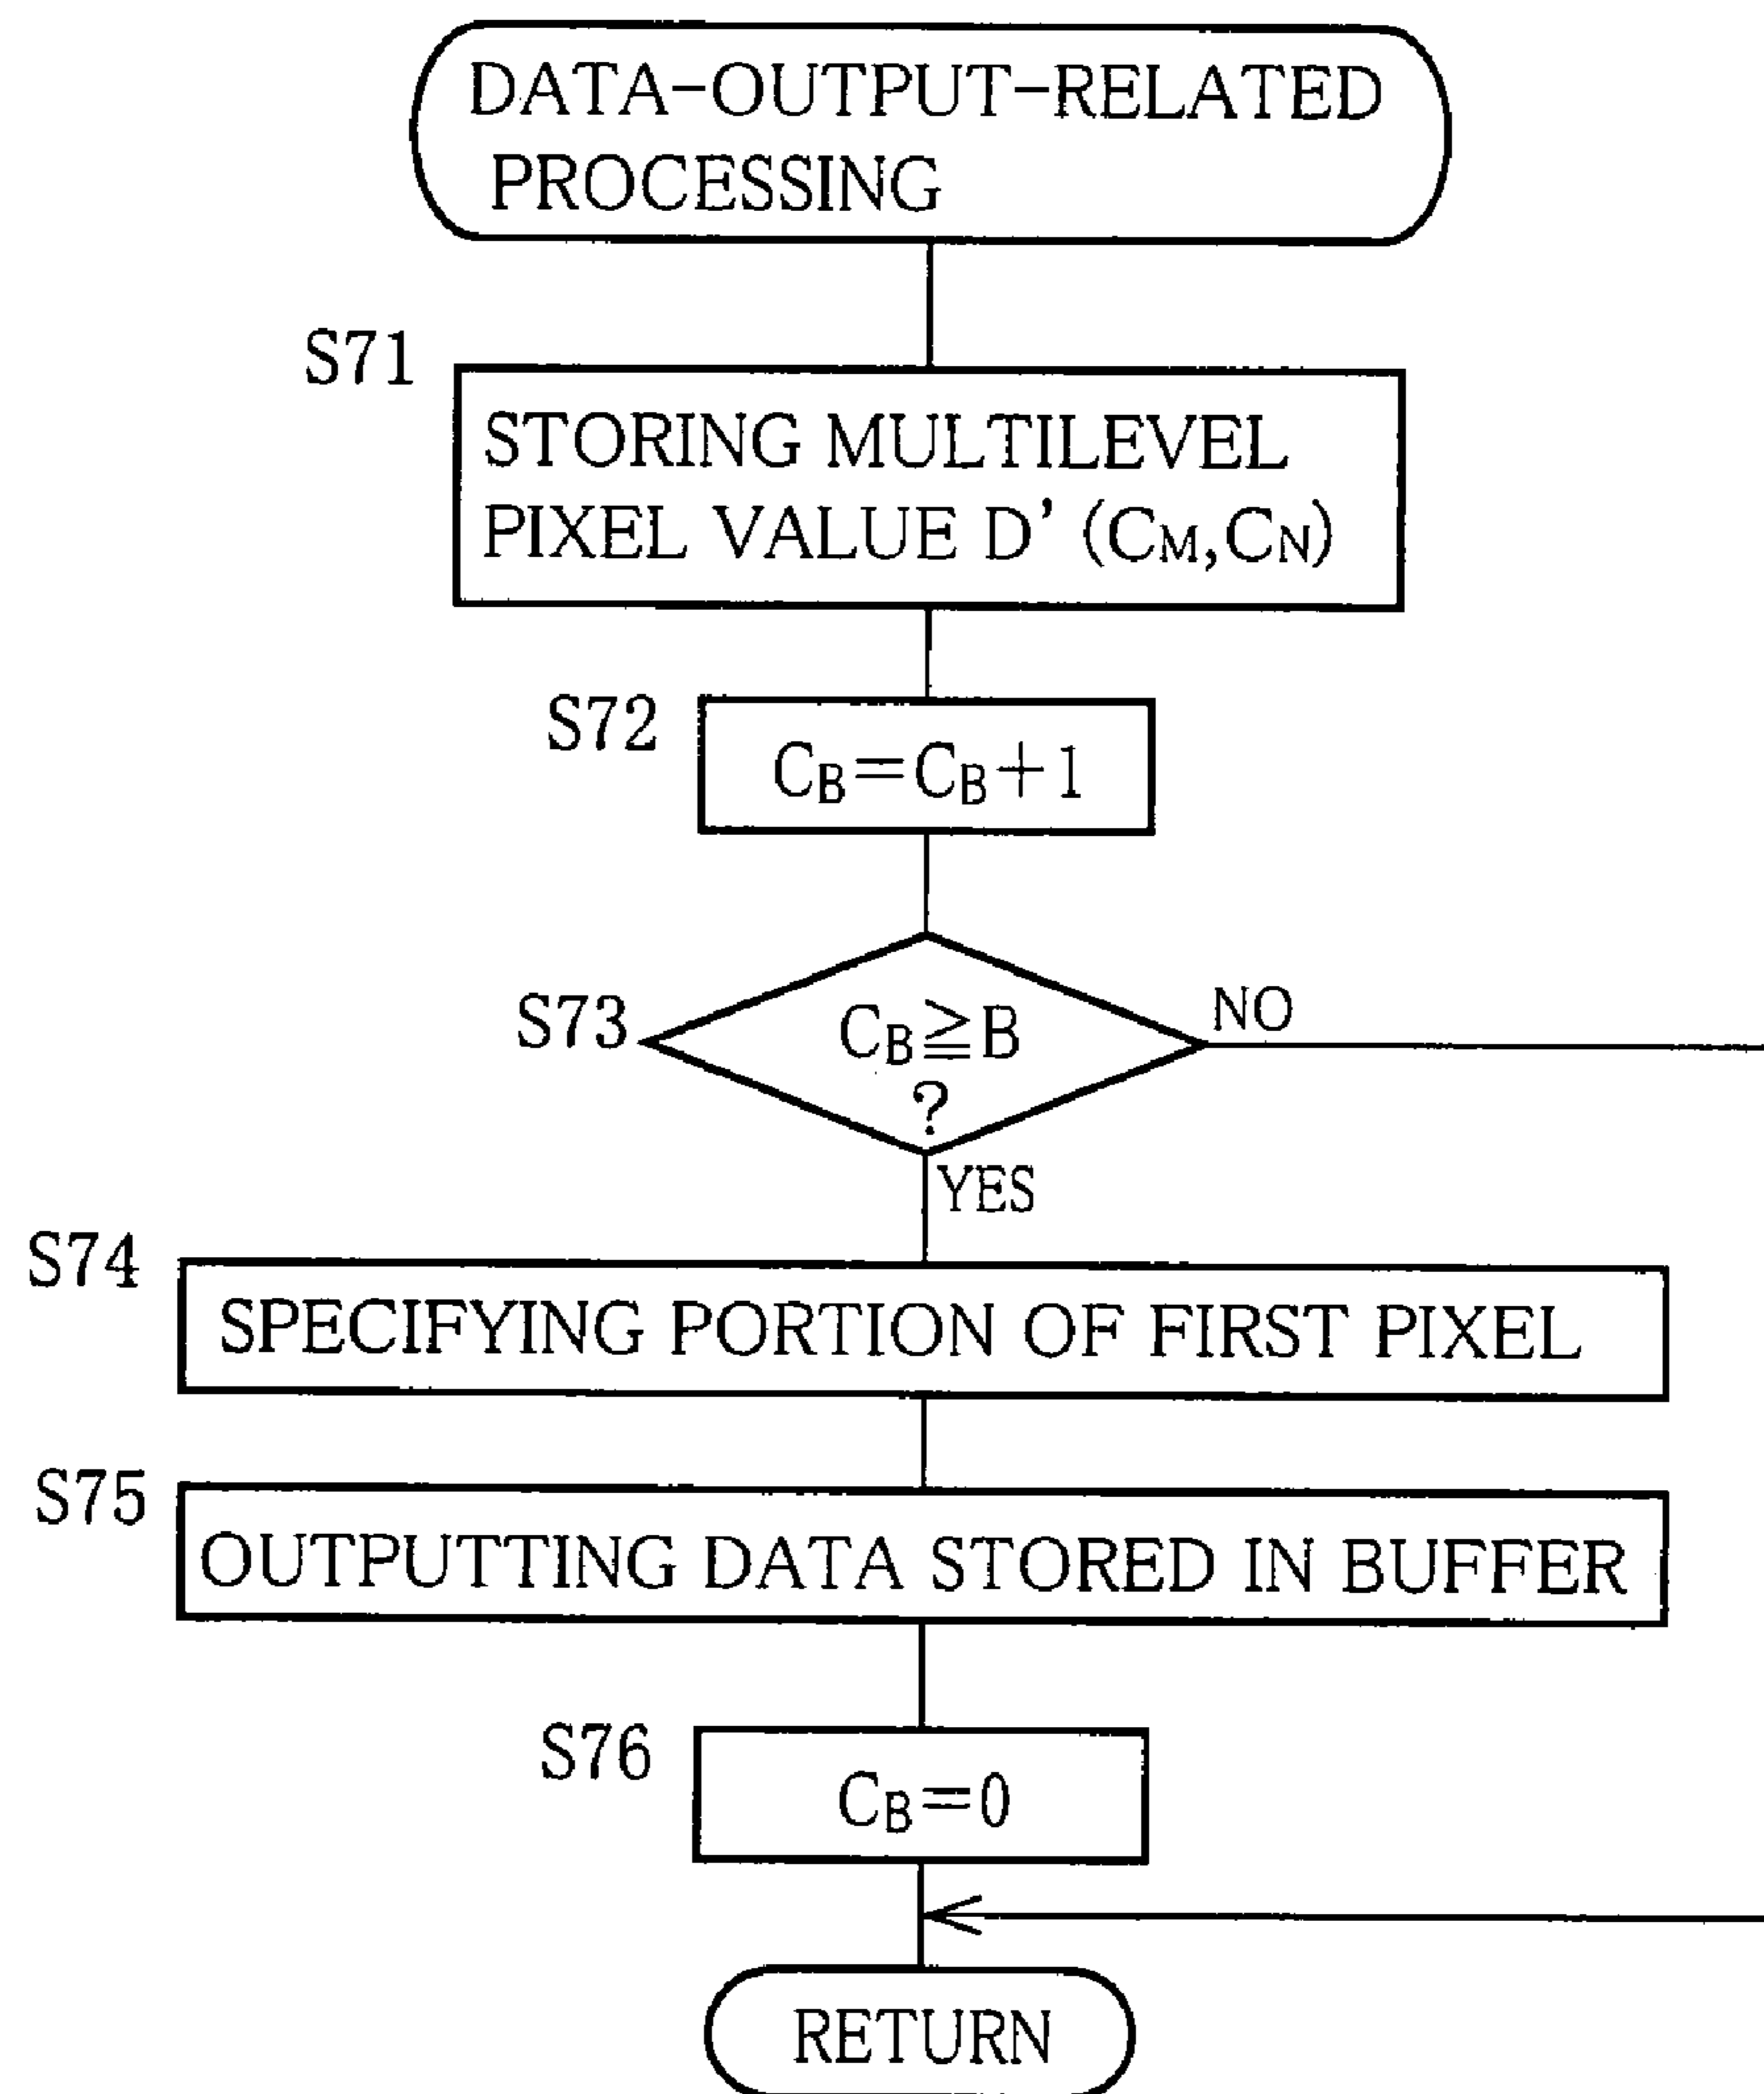 DATA-OUTPUT-RELATED
PROCESSING
S71
STORING MULTILEVEL
PIXEL VALUE D' (CM,CN)
S72
CB=CB+1
S73
CB≧B
?
NO
YES
S74
SPECIFYING PORTION OF FIRST PIXEL
S75
OUTPUTTING DATA STORED IN BUFFER
S76
CB=0
RETURN